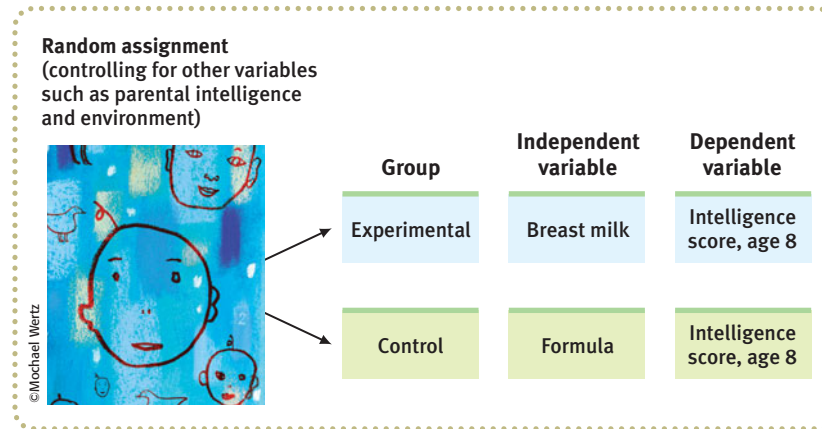 Random assignment
(controlling for other variables
such as parental intelligence
and environment)
Group
Independent
variable
Dependent
variable
Experimental
Breast milk
Intelligence
score, age 8
Control
Formula
Intelligence
score, age 8
©Mochael Wertz